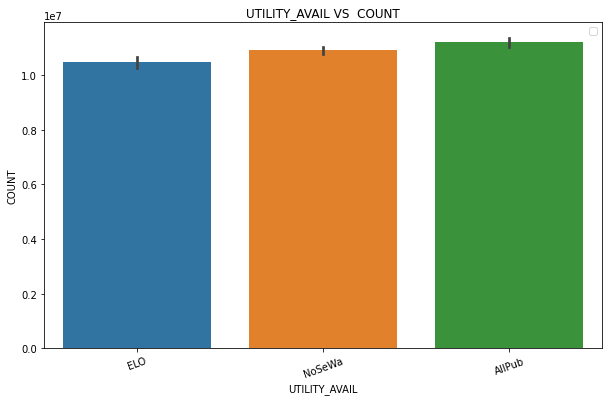 UTILITY_AVAIL VS  COUNT
1e7
1.0
0.8
0.6
0.4
0.2
0.0
COUNT
ELO
NoSeWa
AllPub
UTILITY_AVAIL